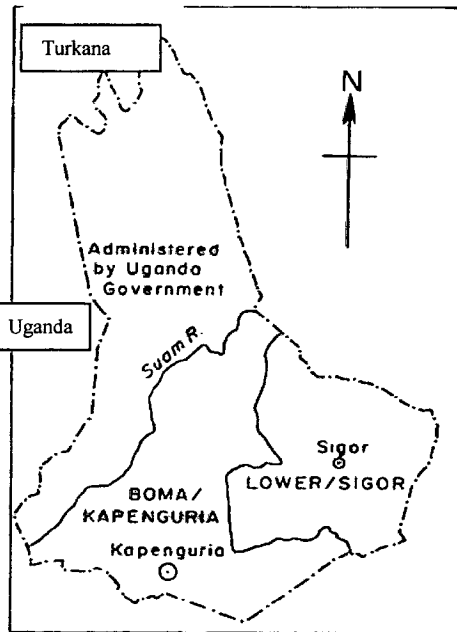 Turkana
N
Administered
by Uganda
Government
Uganda
Suam R.
Sigor
LOWER/SIGOR
BOMA/
KAPENGURIA
Kapenguria